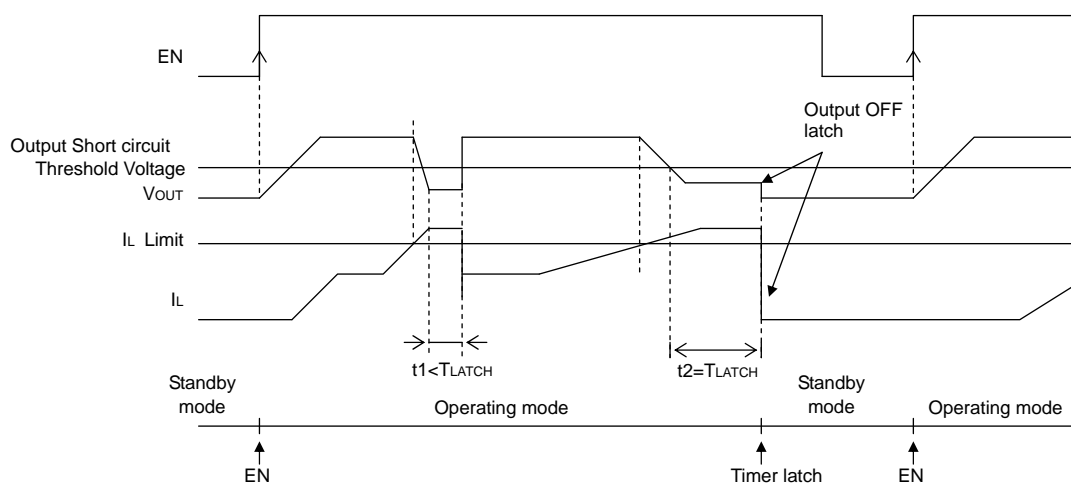 EN
Output OFF
latch
Output Short circuit
Threshold Voltage
VOUT
IL Limit
IL
t1<TLATCH
t2=TLATCH
Standby
mode
Operating mode
Standby
mode
Operating mode
EN
Timer latch
EN